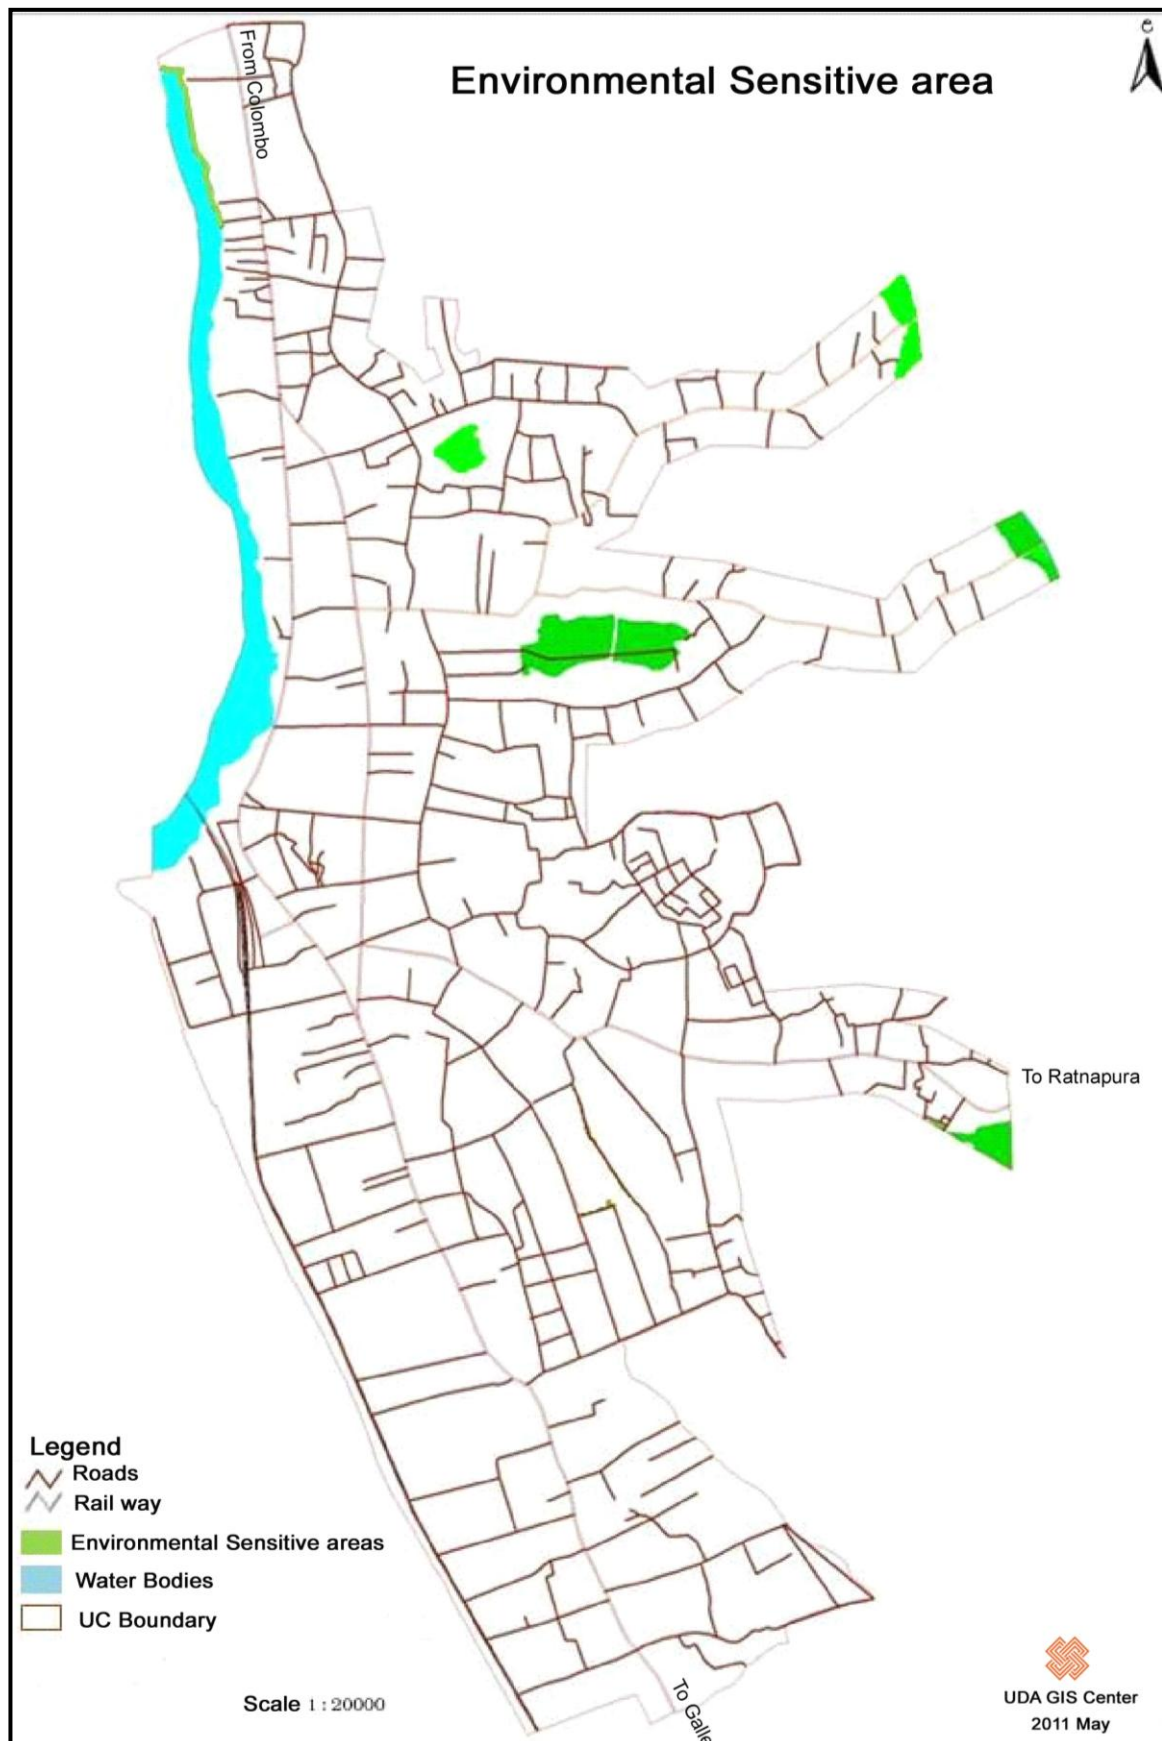 e
From Colombo
Environmental Sensitive area
To Ratnapura
Legend
Roads
Rail way
Environmental Sensitive areas
Water Bodies
UC Boundary
Scale 1 : 20000
To Galle
UDA GIS Center
2011 May